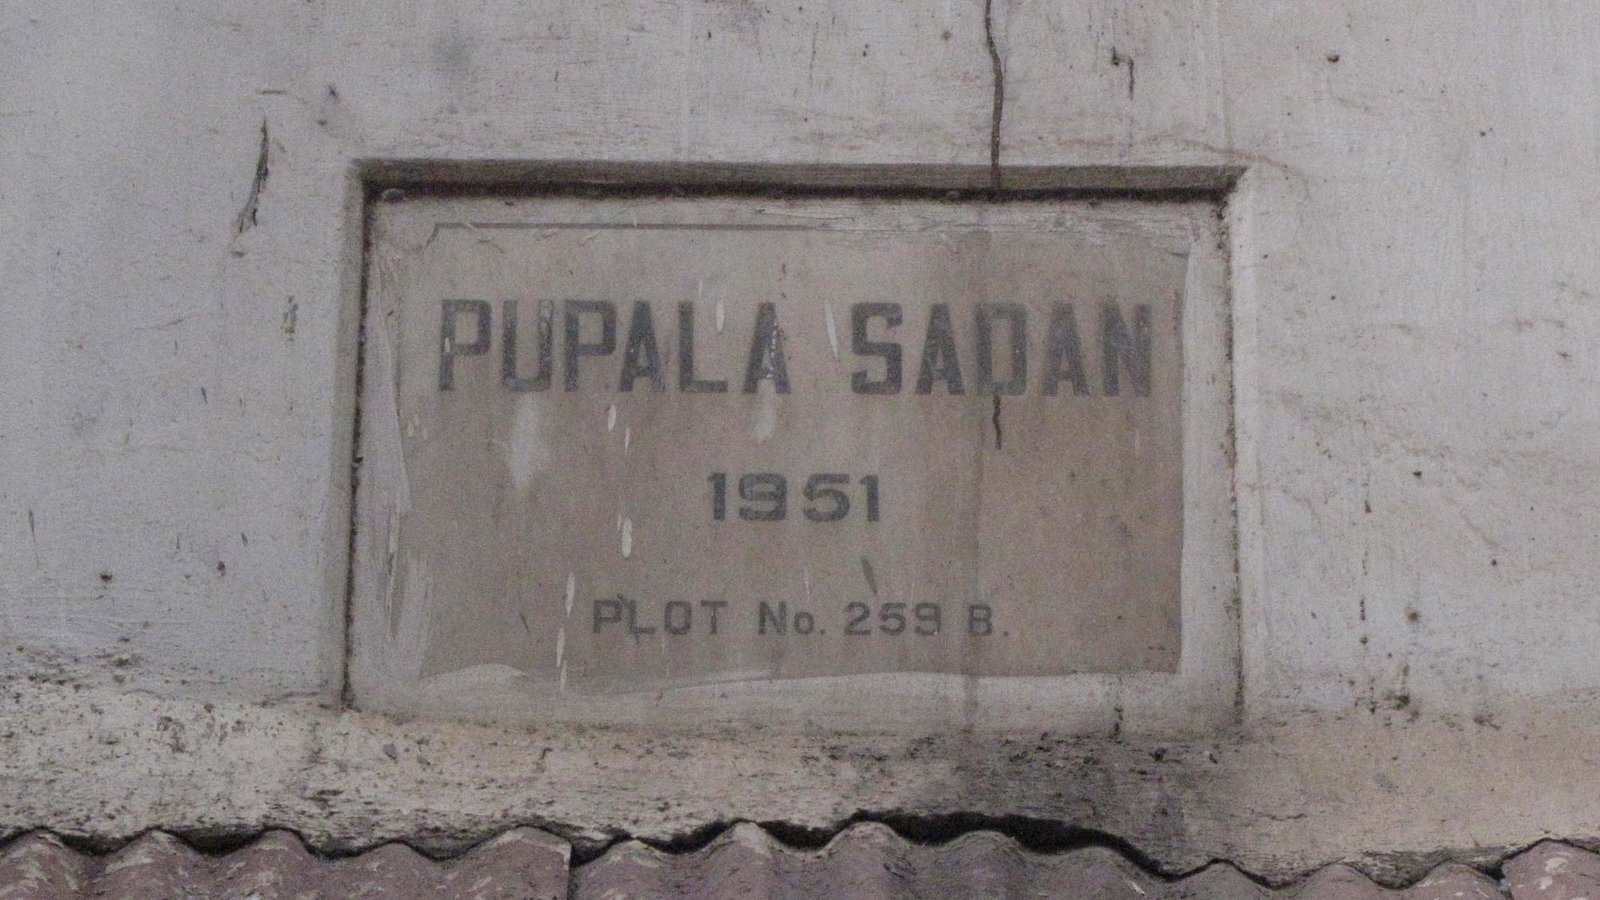 PUPALA SADAN
1951
PLOT No. 259 B.